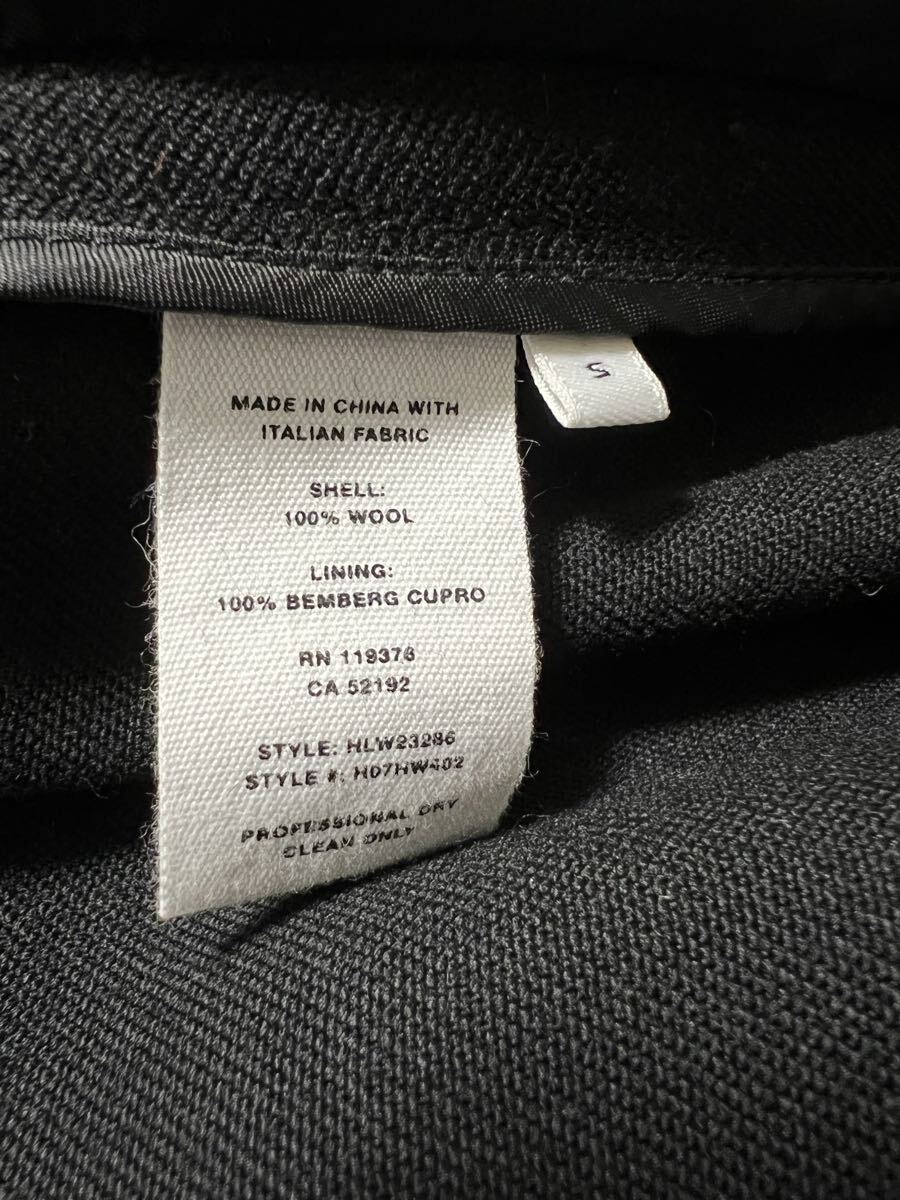 MADE IN CHINA WITH
ITALIAN FABRIC
SHELL:
100% WOOL
LINING:
100% BEMBERG CUPRO
RN 119376
CA 52192
STYLE: HLW23286
STYLE #: H07HW402
PROFESSIONAL DRY
CLEAN ONLY
S